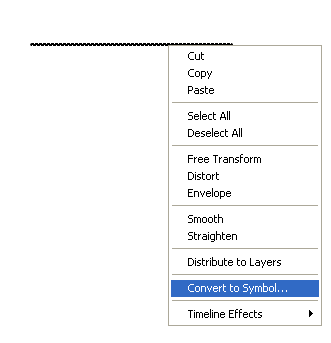 Cut
Copy
Paste
Select All
Deselect All
Free Transform
Distort
Envelope
Smooth
Straighten
Distribute to Layers
Convert to Symbol...
Timeline Effects